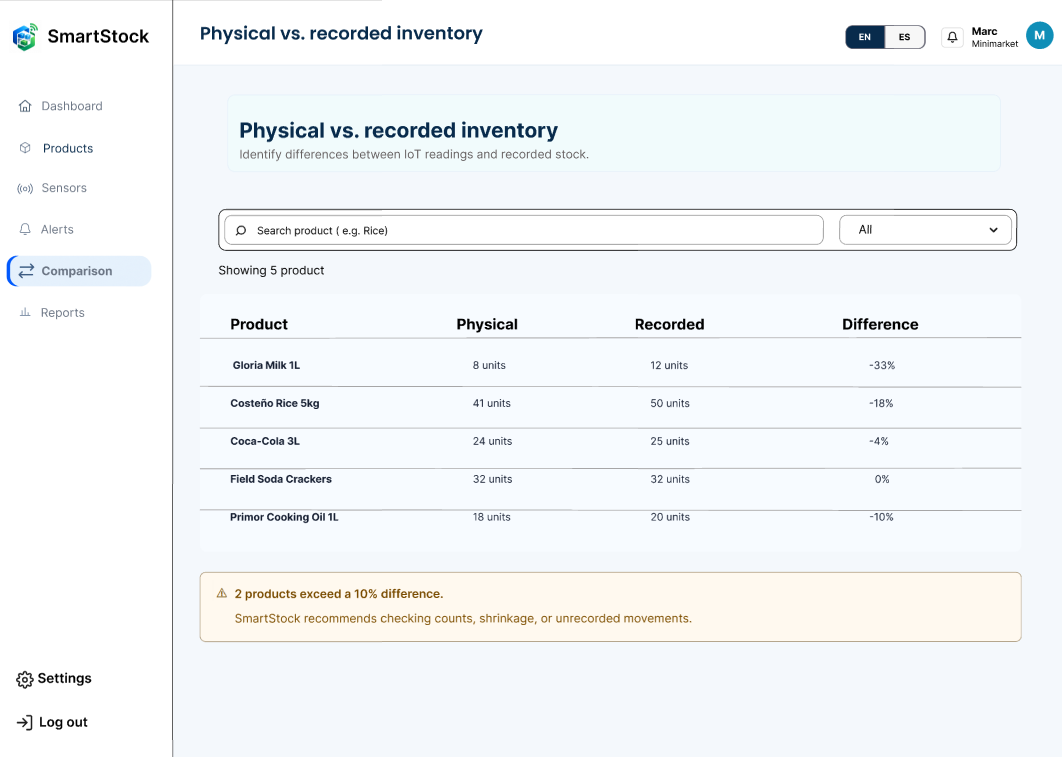 SmartStock
Physical vs. recorded inventory
EN ES
Marc
Minimarket
M
Dashboard
Products
Sensors
Alerts
Comparison
Reports
Settings
Log out
Physical vs. recorded inventory
Identify differences between IoT readings and recorded stock.
Search product ( e.g. Rice)
All
Showing 5 product
Product Physical Recorded Difference
Gloria Milk 1L 8 units 12 units -33%
Costeño Rice 5kg 41 units 50 units -18%
Coca-Cola 3L 24 units 25 units -4%
Field Soda Crackers 32 units 32 units 0%
Primor Cooking Oil 1L 18 units 20 units -10%
2 products exceed a 10% difference.
SmartStock recommends checking counts, shrinkage, or unrecorded movements.